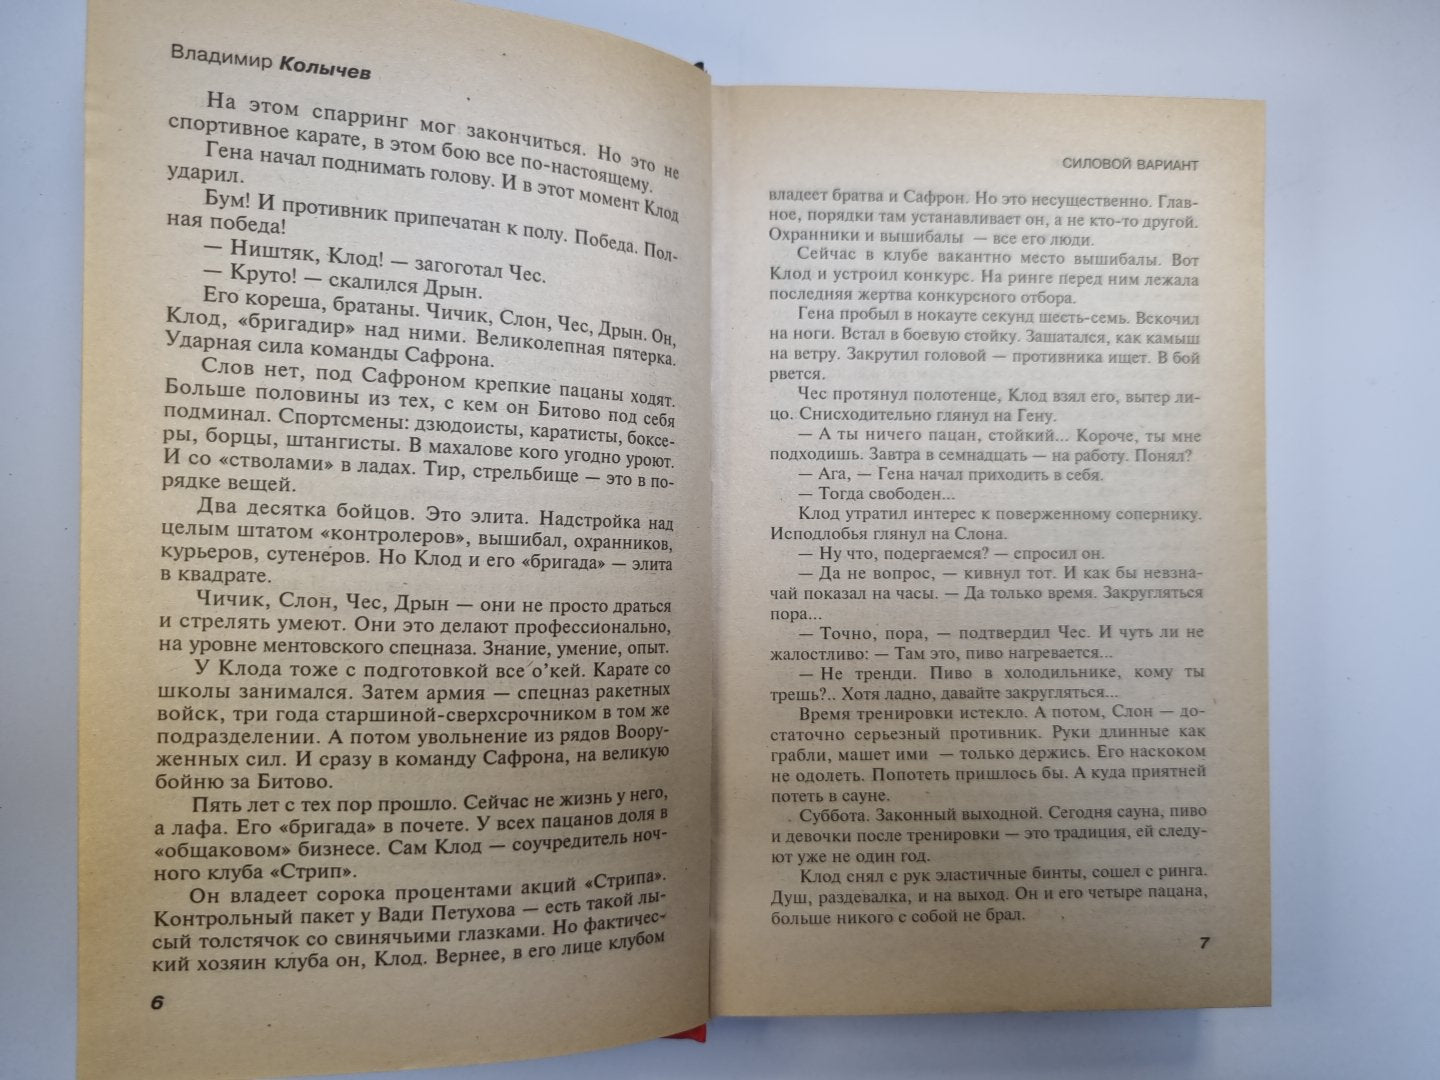 Владимир Колычев
На этом спарринг мог закончиться. Но это не
спортивное карате, в этом бою все по-настоящему.
Гена начал поднимать голову. И в этот момент Клод
ударил.
Бум! И противник припечатан к полу. Победа. Пол-
ная победа!
— Ништяк, Клод! — загоготал Чес.
— Круто! — скалился Дрын.
Его кореша, братаны. Чичик, Слон, Чес, Дрын. Он,
Клод, «бригадир» над ними. Великолепная пятерка.
Ударная сила команды Сафрона.
Слов нет, под Сафроном крепкие пацаны ходят.
Больше половины из тех, с кем он Битово под себя
подминал. Спортсмены: дзюдоисты, каратисты, боксе-
ры, борцы, штангисты. В махалове кого угодно уроют.
И со «стволами» в ладах. Тир, стрельбище — это в по-
рядке вещей.
Два десятка бойцов. Это элита. Надстройка над
целым штатом «контролеров», вышибал, охранников,
курьеров, сутенеров. Но Клод и его «бригада» — элита
в квадрате.
Чичик, Слон, Чес, Дрын — они не просто драться
и стрелять умеют. Они это делают профессионально,
на уровне ментовского спецназа. Знание, умение, опыт.
У Клода тоже с подготовкой все о'кей. Карате со
школы занимался. Затем армия — спецназ ракетных
войск, три года старшиной-сверхсрочником в том же
подразделении. А потом увольнение из рядов Воору-
женных сил. И сразу в команду Сафрона, на великую
бойню за Битово.
Пять лет с тех пор прошло. Сейчас не жизнь у него,
а лафа. Его «бригада» в почете. У всех пацанов доля в
«общаковом» бизнесе. Сам Клод — соучредитель ноч-
ного клуба «Стрип».
Он владеет сорока процентами акций «Стрипа».
Контрольный пакет у Вади Петухова — есть такой лы-
сый толстячок со свинячьими глазками. Но фактичес-
кий хозяин клуба он, Клод. Вернее, в его лице клубом
6
СИЛОВОЙ ВАРИАНТ
владеет братва и Сафрон. Но это несущественно. Глав-
ное, порядки там устанавливает он, а не кто-то другой.
Охранники и вышибалы — все его люди.
Сейчас в клубе вакантно место вышибалы. Вот
Клод и устроил конкурс. На ринге перед ним лежала
последняя жертва конкурсного отбора.
Гена пробыл в нокауте секунд шесть-семь. Вскочил
на ноги. Встал в боевую стойку. Зашатался, как камыш
на ветру. Закрутил головой — противника ищет. В бой
рвется.
Чес протянул полотенце, Клод взял его, вытер ли-
цо. Снисходительно глянул на Гену.
— А ты ничего пацан, стойкий... Короче, ты мне
подходишь. Завтра в семнадцать — на работу. Понял?
— Ага, — Гена начал приходить в себя.
— Тогда свободен...
Клод утратил интерес к поверженному сопернику.
Исподлобья глянул на Слона.
— Ну что, подергаемся? — спросил он.
— Да не вопрос, — кивнул тот. И как бы невзна-
чай показал на часы. — Да только время. Закругляться
пора...
— Точно, пора, — подтвердил Чес. И чуть ли не
жалостливо: — Там это, пиво нагревается...
— Не тренди. Пиво в холодильнике, кому ты
трешь?.. Хотя ладно, давайте закругляться...
Время тренировки истекло. А потом, Слон — до-
статочно серьезный противник. Руки длинные как
грабли, машет ими — только держись. Его наскоком
не одолеть. Попотеть пришлось бы. А куда приятней
потеть в сауне.
Суббота. Законный выходной. Сегодня сауна, пиво
и девочки после тренировки — это традиция, ей следу-
ют уже не один год.
Клод снял с рук эластичные бинты, сошел с ринга.
Душ, раздевалка, и на выход. Он и его четыре пацана,
больше никого с собой не брал.
7